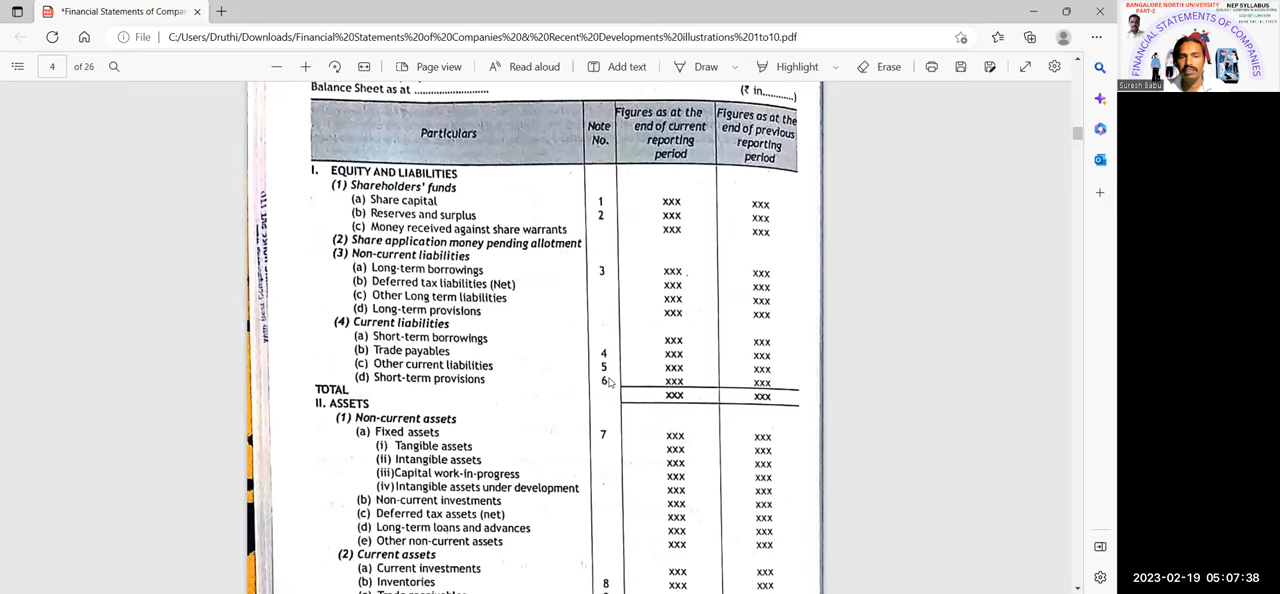 *Financial Statements of Compa
File
C:/Users/Druthi/Downloads/Financial%20Statements%20of%20Companies%20&%20Recent%20Developments%20illustrations%201to10.pdf
4 of 26
Add text
Draw
Highlight
Erase
Balance Sheet as at
(₹ in............)
Particulars
Note No.
Figures as at the end of current reporting period
Figures as at the end of previous reporting period
I. EQUITY AND LIABILITIES
(1) Shareholders' funds
(a) Share capital 1 xxx xxx
(b) Reserves and surplus 2 xxx xxx
(c) Money received against share warrants xxx xxx
(2) Share application money pending allotment
(3) Non-current liabilities
(a) Long-term borrowings 3 xxx xxx
(b) Deferred tax liabilities (Net) xxx xxx
(c) Other Long term liabilities xxx xxx
(d) Long-term provisions xxx xxx
(4) Current liabilities
(a) Short-term borrowings xxx xxx
(b) Trade payables 4 xxx xxx
(c) Other current liabilities 5 xxx xxx
(d) Short-term provisions 6 xxx xxx
TOTAL xxx xxx
II. ASSETS
(1) Non-current assets
(a) Fixed assets 7 xxx xxx
(i) Tangible assets xxx xxx
(ii) Intangible assets xxx xxx
(iii) Capital work-in-progress xxx xxx
(iv) Intangible assets under development xxx xxx
(b) Non-current investments xxx xxx
(c) Deferred tax assets (net) xxx xxx
(d) Long-term loans and advances xxx xxx
(e) Other non-current assets xxx xxx
(2) Current assets
(a) Current investments xxx xxx
(b) Inventories 8 xxx xxx
BANGALORE NORTH UNIVERSITY
PART-2
NEP SYLLABUS
FINANCIAL STATEMENTS OF COMPANIES
Suresh Babu
2023-02-19 05:07:38